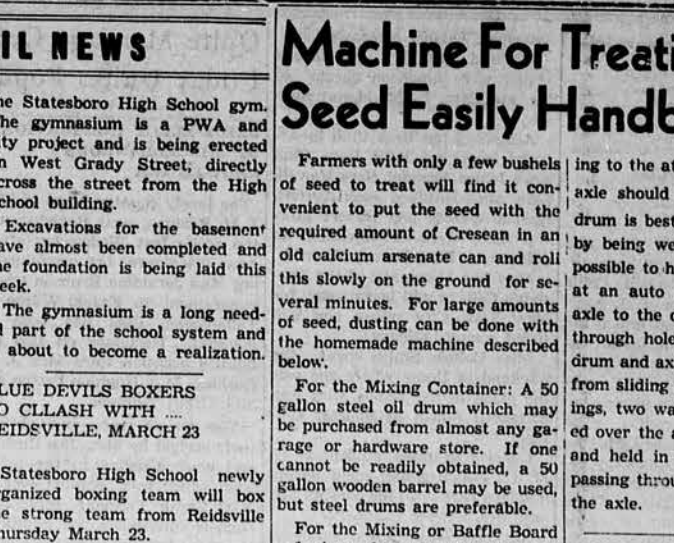 IL NEWS
he Statesboro High School gym.
he gymnasium is a PWA and
ty project and is being erected
n West Grady Street, directly
cross the street from the High
chool building.
Excavations for the basement
ave almost been completed and
he foundation is being laid this
eek.
The gymnasium is a long need-
d part of the school system and
about to become a realization.
LUE DEVILS BOXERS
O CLLASH WITH ....
EIDSVILLE, MARCH 23
Statesboro High School newly
rganized boxing team will box
e strong team from Reidsville
hursday March 23.
Machine For Treati
Seed Easily Handb
Farmers with only a few bushels
of seed to treat will find it con-
venient to put the seed with the
required amount of Cresean in an
old calcium arsenate can and roll
this slowly on the ground for se-
veral minutes. For large amounts
of seed, dusting can be done with
the homemade machine described
below.
For the Mixing Container: A 50
gallon steel oil drum which may
be purchased from almost any ga-
rage or hardware store. If one
cannot be readily obtained, a 50
gallon wooden barrel may be used,
but steel drums are preferable.
For the Mixing or Baffle Board
ing to the at
axle should
drum is best
by being we
possible to h
at an auto
axle to the d
through hole
drum and ax
from sliding
ings, two wa
ed over the a
and held in
passing throu
the axle.